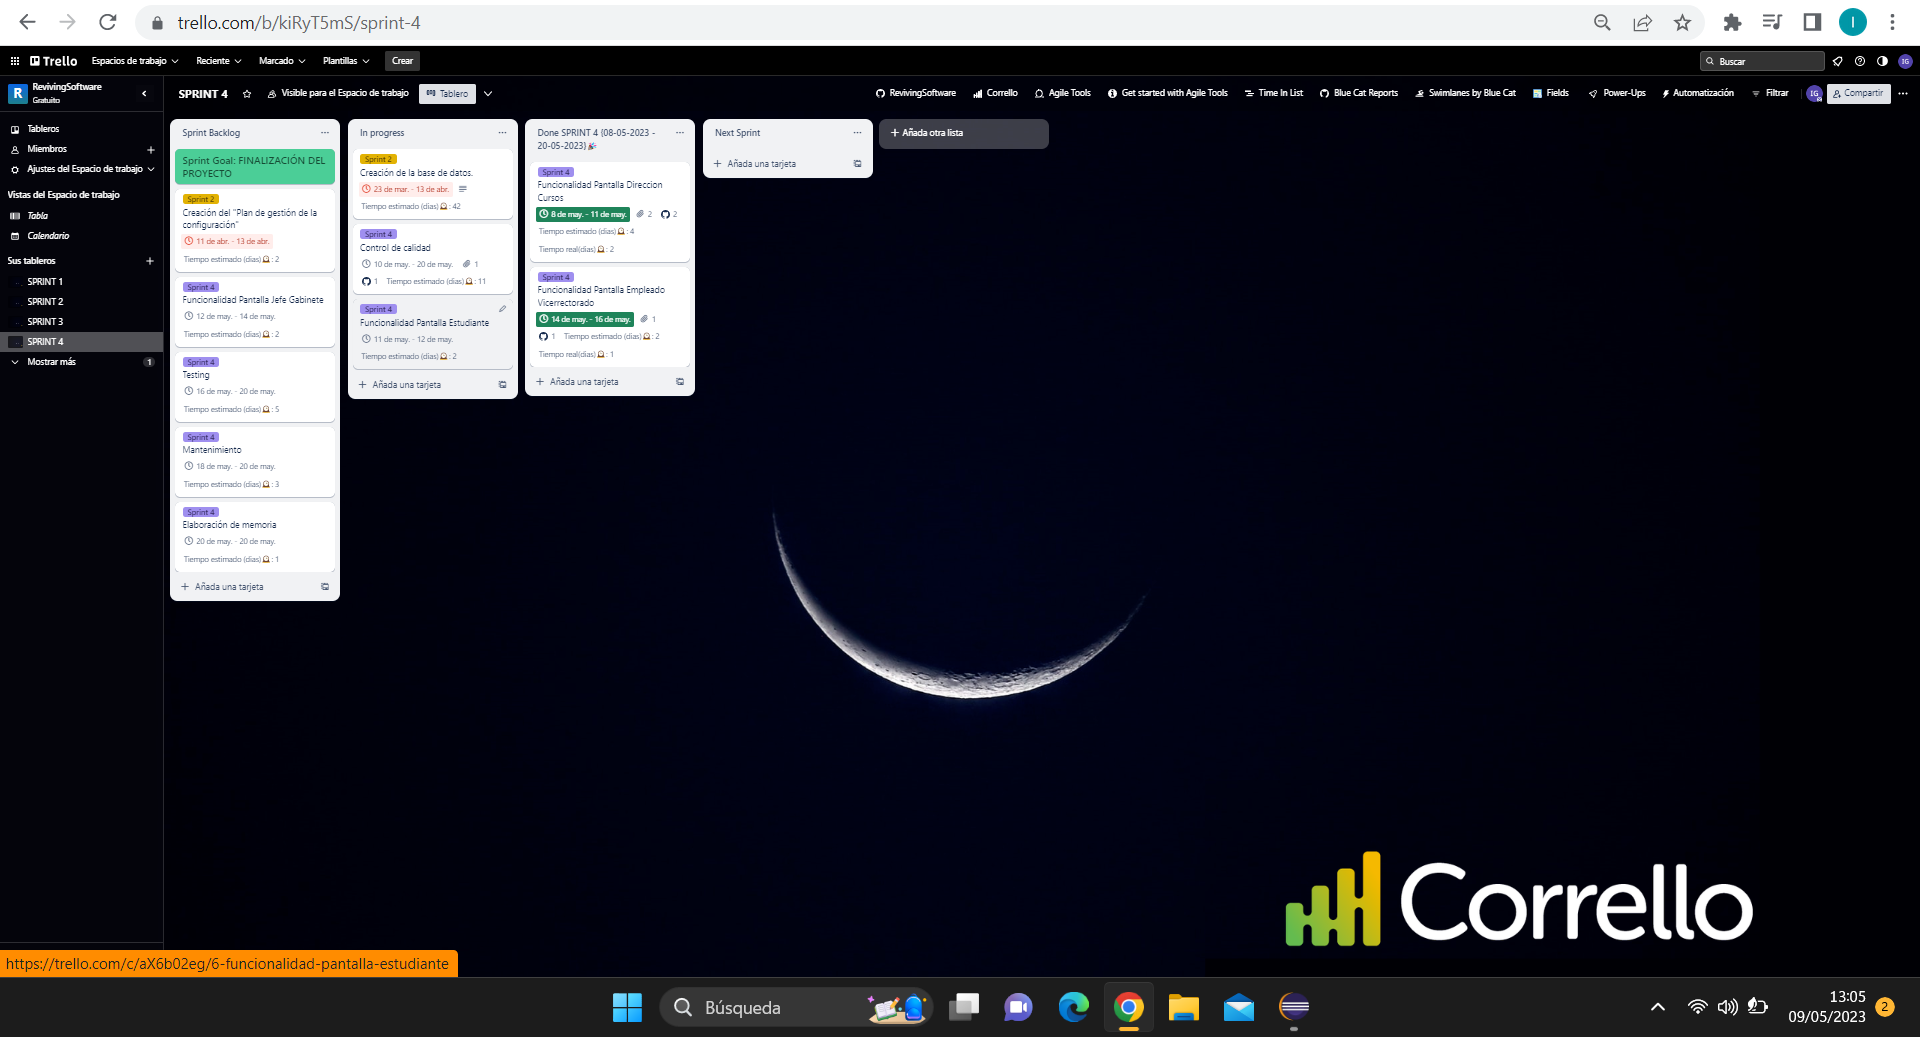 trello.com/b/kiRyT5mS/sprint-4
I
Trello
Espacios de trabajo
Reciente
Marcado
Plantillas
Crear
Buscar
IG
R
RevivingSoftware
Gratuito
SPRINT 4
Visible para el Espacio de trabajo
Tablero
RevivingSoftware
Corrello
Agile Tools
Get started with Agile Tools
Time In List
Blue Cat Reports
Swimlanes by Blue Cat
Fields
Power-Ups
Automatización
Filtrar
IG
Compartir
Tableros
Miembros
Ajustes del Espacio de trabajo
Vistas del Espacio de trabajo
Tabla
Calendario
Sus tableros
SPRINT 1
SPRINT 2
SPRINT 3
SPRINT 4
Mostrar más
1
Sprint Backlog
Sprint Goal: FINALIZACIÓN DEL
PROYECTO
Sprint 2
Creación del "Plan de gestión de la
configuración"
11 de abr. - 13 de abr.
Tiempo estimado (días)🕰: 2
Sprint 4
Funcionalidad Pantalla Jefe Gabinete
12 de may. - 14 de may.
Tiempo estimado (días)🕰: 2
Sprint 4
Testing
16 de may. - 20 de may.
Tiempo estimado (días)🕰: 5
Sprint 4
Mantenimiento
18 de may. - 20 de may.
Tiempo estimado (días)🕰: 3
Sprint 4
Elaboración de memoria
20 de may. - 20 de may.
Tiempo estimado (días)🕰: 1
Añada una tarjeta
In progress
Sprint 2
Creación de la base de datos.
23 de mar. - 13 de abr.
Tiempo estimado (días)🕰: 42
Sprint 4
Control de calidad
10 de may. - 20 de may. 1
1 Tiempo estimado (días)🕰: 11
Sprint 4
Funcionalidad Pantalla Estudiante
11 de may. - 12 de may.
Tiempo estimado (días)🕰: 2
Añada una tarjeta
Done SPRINT 4 (08-05-2023 -
20-05-2023)🎉
Sprint 4
Funcionalidad Pantalla Direccion
Cursos
8 de may. - 11 de may. 2 2
Tiempo estimado (días)🕰: 4
Tiempo real(días)🕰: 2
Sprint 4
Funcionalidad Pantalla Empleado
Vicerrectorado
14 de may. - 16 de may. 1
1 Tiempo estimado (días)🕰: 2
Tiempo real(días)🕰: 1
Añada una tarjeta
Next Sprint
Añada una tarjeta
Añada otra lista
Corrello
https://trello.com/c/aX6b02eg/6-funcionalidad-pantalla-estudiante
Búsqueda
13:05
09/05/2023
2